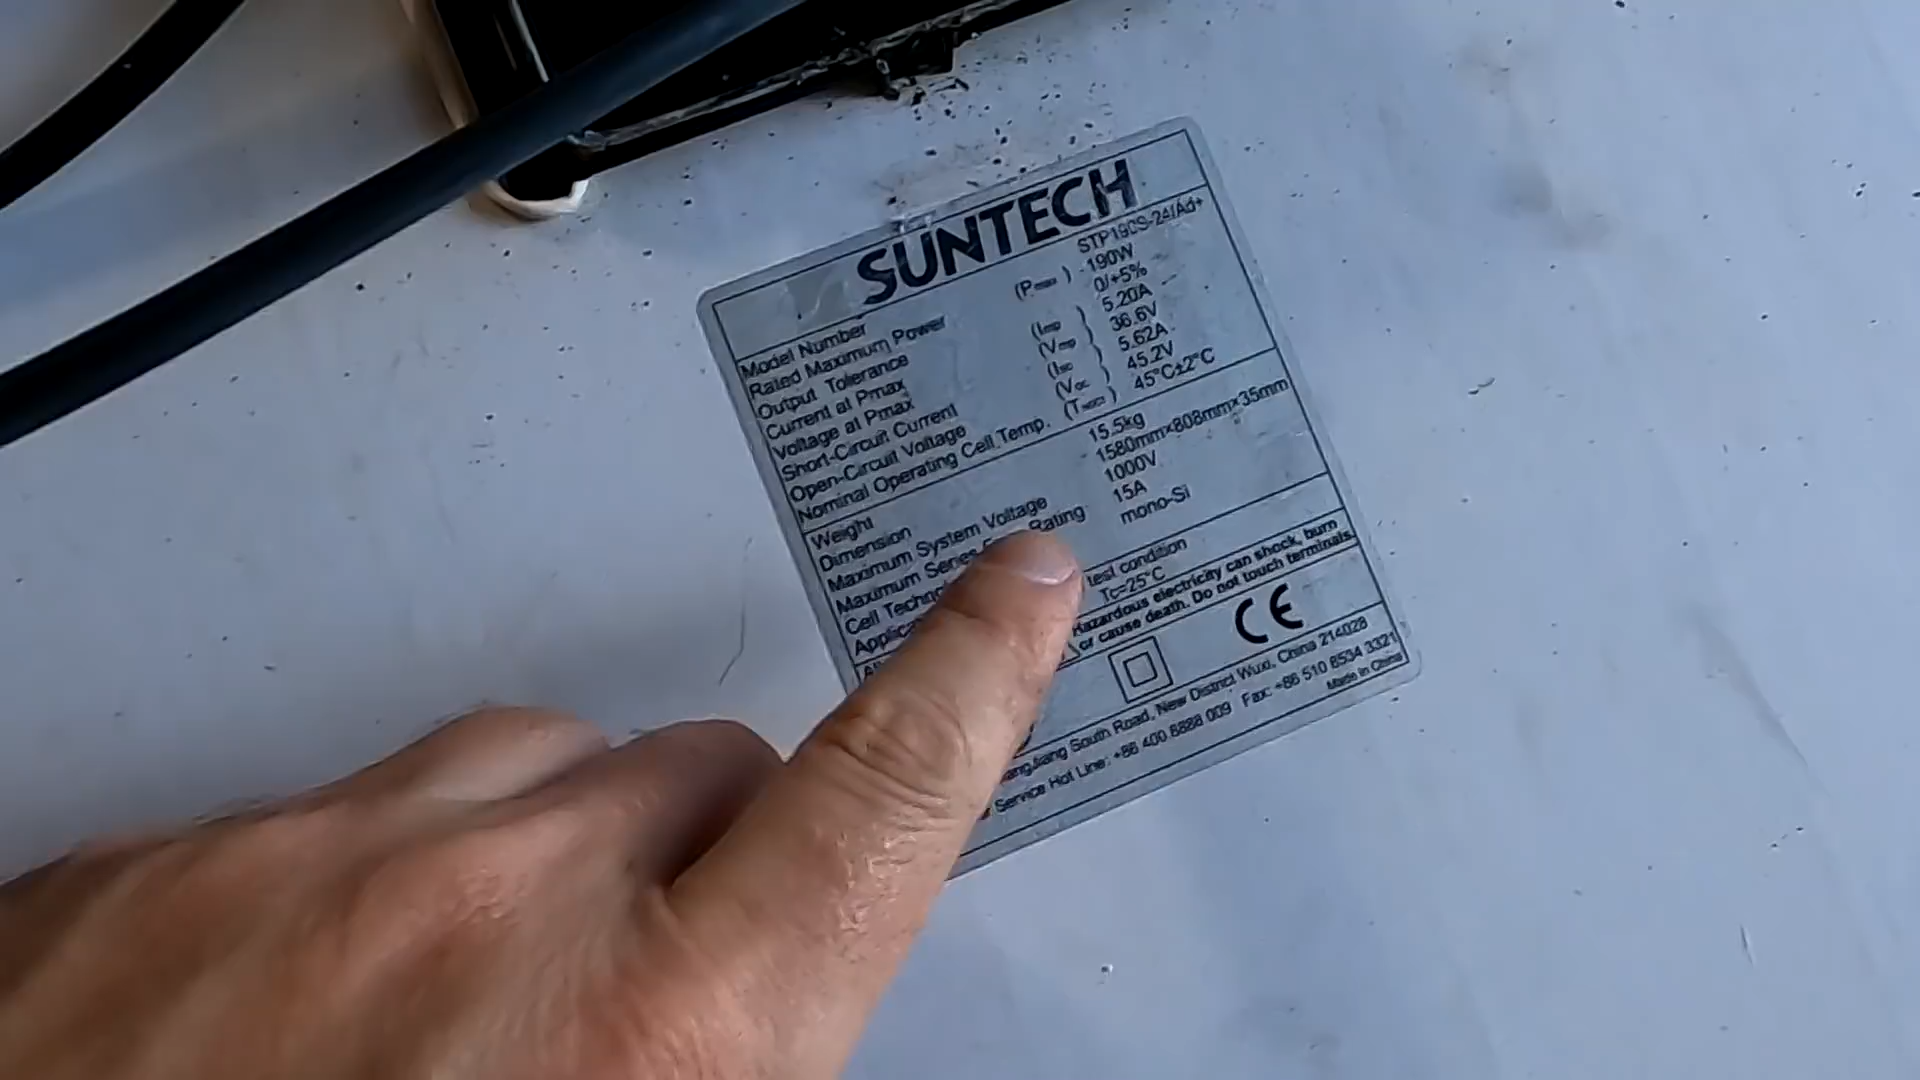 SUNTECH
Model Number STP190S-24/Ad+
Rated Maximum Power (Pmax) 190W
Output Tolerance 0/+5%
Current at Pmax (Imp) 5.20A
Voltage at Pmax (Vmp) 36.6V
Short-Circuit Current (Isc) 5.62A
Open-Circuit Voltage (Voc) 45.2V
Nominal Operating Cell Temp. (TNOCT) 45°C±2°C
Weight 15.5kg
Dimension 1580mm×808mm×35mm
Maximum System Voltage 1000V
Maximum Series Rating 15A
Cell mono-Si
test condition
Tc=25°C
Hazardous electricity can shock, burn
or cause death. Do not touch terminals.
CE
South Road, New District Wuxi, China 214028
Service Hot Line: +86 400 8888 009 Fax: +86 510 8534 3321
Made in China